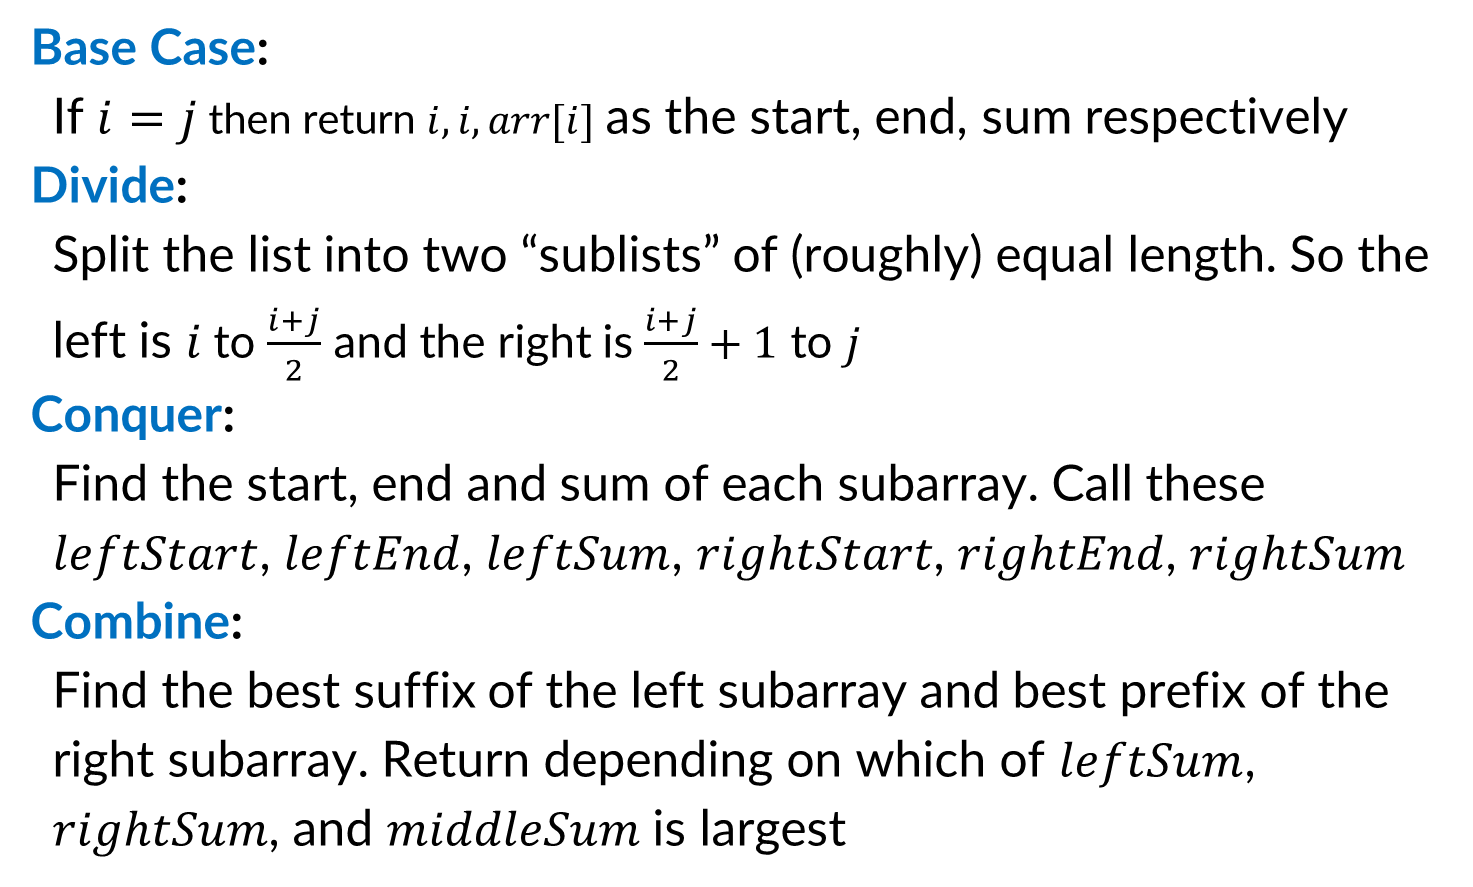 Base Case:
If i = j then return i, i, arr[i] as the start, end, sum respectively
Divide:
Split the list into two “sublists” of (roughly) equal length. So the
left is i to \frac{i+j}{2} and the right is \frac{i+j}{2} + 1 to j
Conquer:
Find the start, end and sum of each subarray. Call these
leftStart, leftEnd, leftSum, rightStart, rightEnd, rightSum
Combine:
Find the best suffix of the left subarray and best prefix of the
right subarray. Return depending on which of leftSum,
rightSum, and middleSum is largest